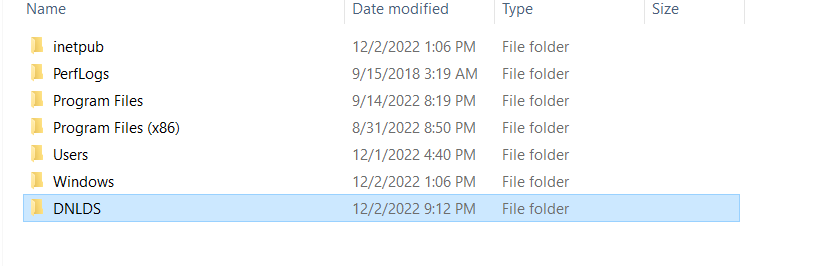 Name Date modified Type Size
inetpub 12/2/2022 1:06 PM File folder
PerfLogs 9/15/2018 3:19 AM File folder
Program Files 9/14/2022 8:19 PM File folder
Program Files (x86) 8/31/2022 8:50 PM File folder
Users 12/1/2022 4:40 PM File folder
Windows 12/2/2022 1:06 PM File folder
DNLDS 12/2/2022 9:12 PM File folder